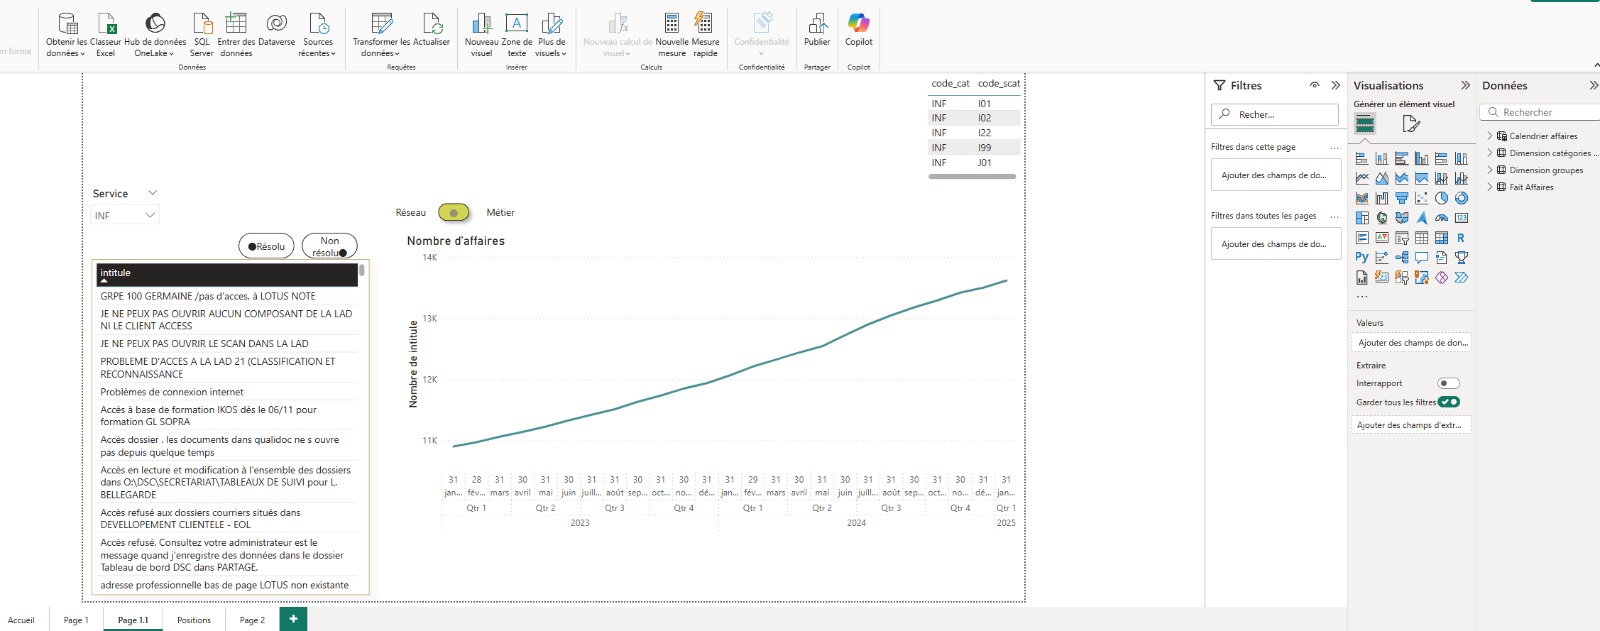 en forme
Obtenir les données
Classeur Excel
Hub de données OneLake
SQL Server
Entrer des données
Dataverse
Sources récentes
Données
Transformer les données
Actualiser
Requêtes
Nouveau visuel
Zone de texte
Plus de visuels
Insérer
Nouveau calcul de visuel
Nouvelle mesure
Mesure rapide
Calculs
Confidentialité
Confidentialité
Publier
Partager
Copilot
Copilot
code_cat code_scat
INF I01
INF I02
INF I22
INF I99
INF J01
Service
INF
Réseau Métier
Résolu
Non
résolu
intitule
GRPE 100 GERMAINE /pas d'acces. à LOTUS NOTE
JE NE PEUX PAS OUVRIR AUCUN COMPOSANT DE LA LAD
NI LE CLIENT ACCESS
JE NE PEUX PAS OUVRIR LE SCAN DANS LA LAD
PROBLEME D'ACCES A LA LAD 21 (CLASSIFICATION ET
RECONNAISSANCE
Problèmes de connexion internet
Accès à base de formation IKOS dès le 06/11 pour
formation GL SOPRA
Accès dossier . les documents dans qualidoc ne s ouvre
pas depuis quelque temps
Accès en lecture et modification à l'ensemble des dossiers
dans O:\DSC\SECRETARIAT\TABLEAUX DE SUIVI pour L.
BELLEGARDE
Accès refusé aux dossiers courriers situés dans
DEVELLOPEMENT CLIENTELE - EOL
Accès refusé. Consultez votre administrateur est le
message quand j'enregistre des données dans le dossier
Tableau de bord DSC dans PARTAGE.
adresse professionnelle bas de page LOTUS non existante
Nombre d'affaires
Nombre de intitule
14K
13K
12K
11K
31 28 31 30 31 30 31 31 30 31 30 31 31 29 31 30 31 30 31 31 30 31 30 31 31
jan... fév... mars avril mai juin juill... août sep... oct... no... dé... jan... fév... mars avril mai juin juill... août sep... oct... no... dé... jan...
Qtr 1 Qtr 2 Qtr 3 Qtr 4 Qtr 1 Qtr 2 Qtr 3 Qtr 4 Qtr 1
2023 2024 2025
Filtres
Recher...
Filtres dans cette page ...
Ajouter des champs de do...
Filtres dans toutes les pages ...
Ajouter des champs de do...
Visualisations
Générer un élément visuel
123
R
Py
...
Valeurs
Ajouter des champs de don...
Extraire
Interrapport
Garder tous les filtres
Ajouter des champs d'extr...
Données
Rechercher
Calendrier affaires
Dimension catégories ...
Dimension groupes
Fait Affaires
Accueil
Page 1
Page 1.1
Positions
Page 2
+